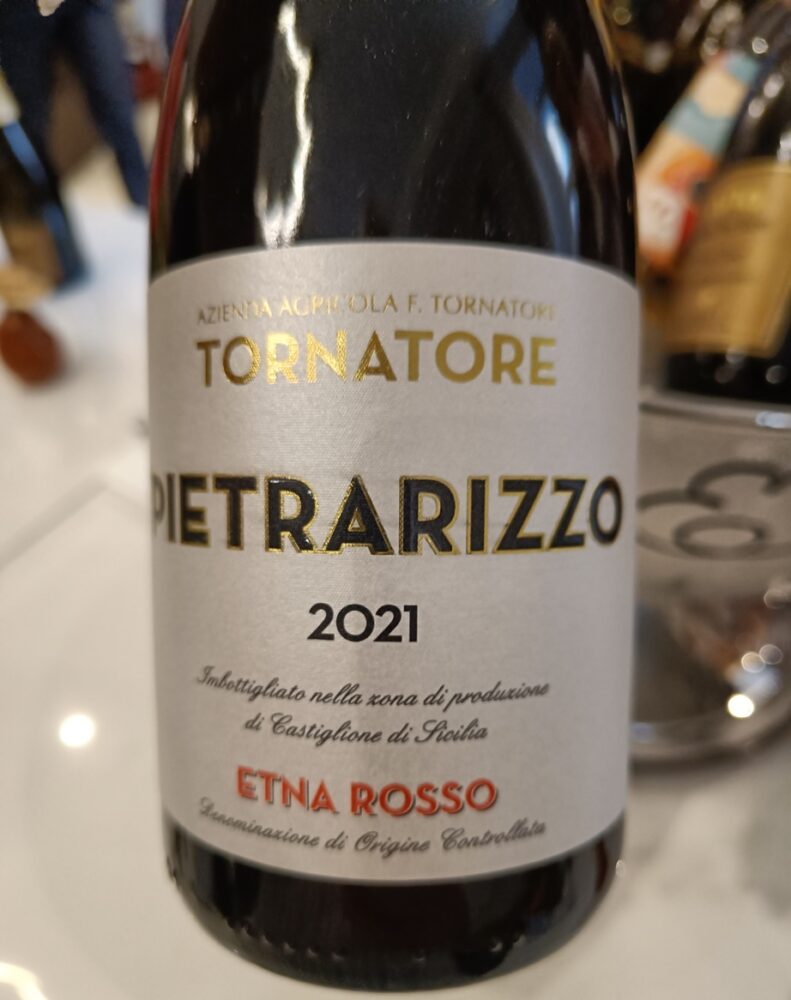 AZIENDA AGRICOLA F. TORNATORE
TORNATORE
PIETRARIZZO
2021
Imbottigliato nella zona di produzione
di Castiglione di Sicilia
ETNA ROSSO
Denominazione di Origine Controllata